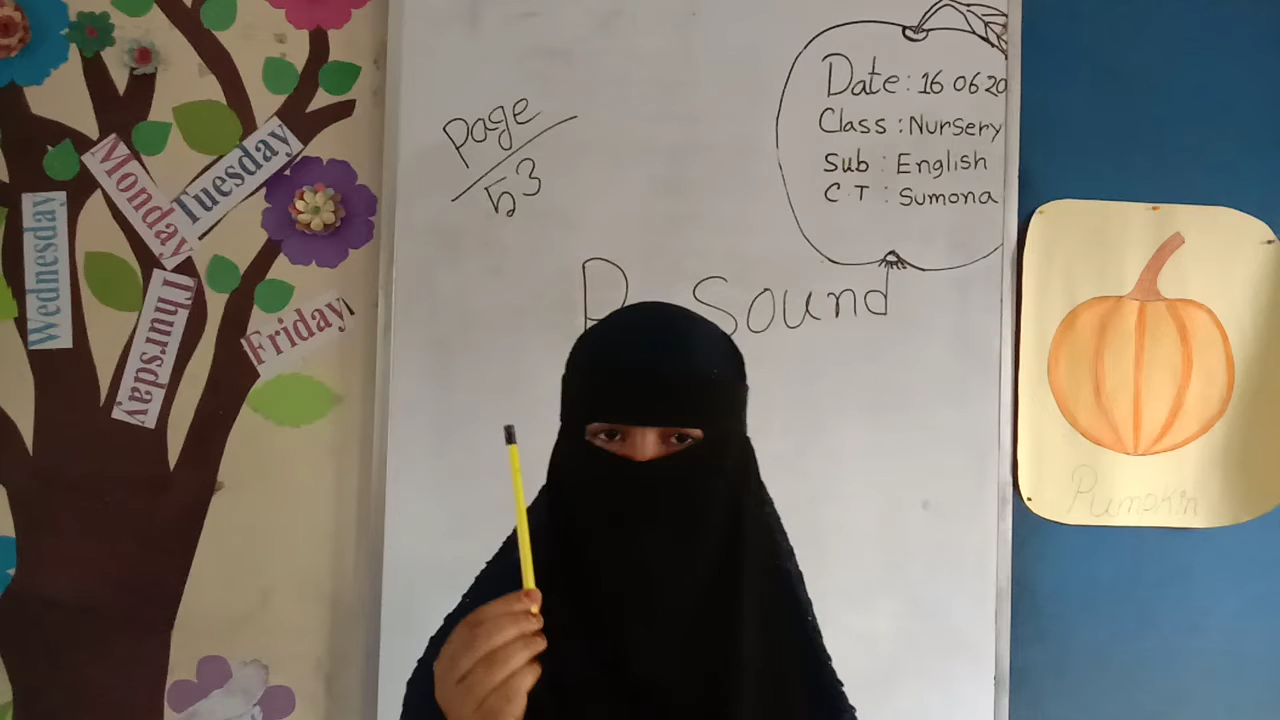 Monday
Tuesday
Wednesday
Thursday
Friday
Page
53
Date : 16 06 20
Class : Nursery
Sub : English
C.T : Sumona
Sound
Pumpkin